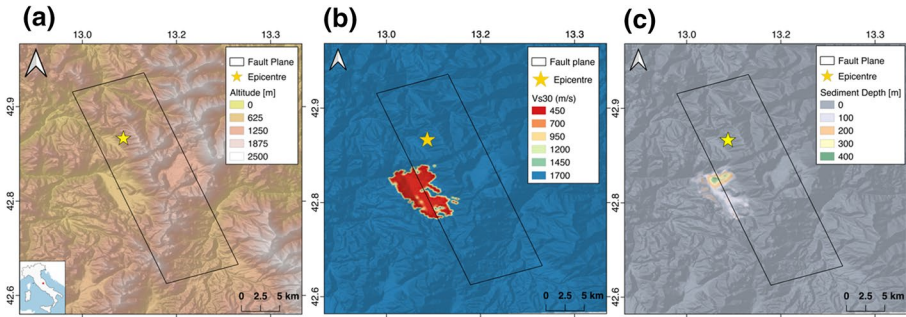 (a)
13.0 13.2 13.3
42.9
42.8
42.6
Fault Plane
Epicentre
Altitude [m]
0
625
1250
1875
2500
0 2.5 5 km
(b)
13.0 13.2 13.3
42.9
42.8
42.6
Fault Plane
Epicentre
Vs30 (m/s)
450
700
950
1200
1450
1700
0 2.5 5 km
(c)
13.0 13.2 13.3
42.9
42.8
42.6
Fault Plane
Epicentre
Sediment Depth [m]
0
100
200
300
400
0 2.5 5 km